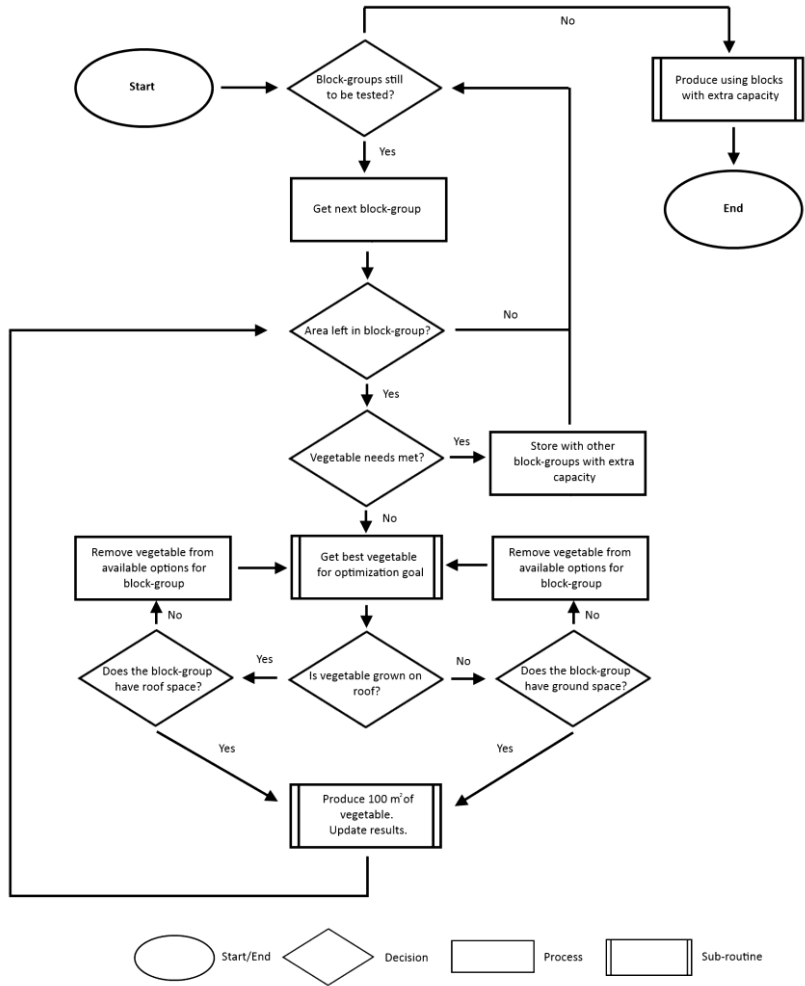 No
Start
Block-groups still
to be tested?
Produce using blocks
with extra capacity
Yes
Get next block-group
End
Area left in block-group?
No
Yes
Vegetable needs met?
Yes
Store with other
block-groups with extra
capacity
No
Remove vegetable from
available options for
block-group
Get best vegetable
for optimization goal
Remove vegetable from
available options for
block-group
No
No
Does the block-group
have roof space?
Yes
Is vegetable grown on
roof?
No
Does the block-group
have ground space?
Yes
Yes
Produce 100 m² of
vegetable.
Update results.
Start/End
Decision
Process
Sub-routine